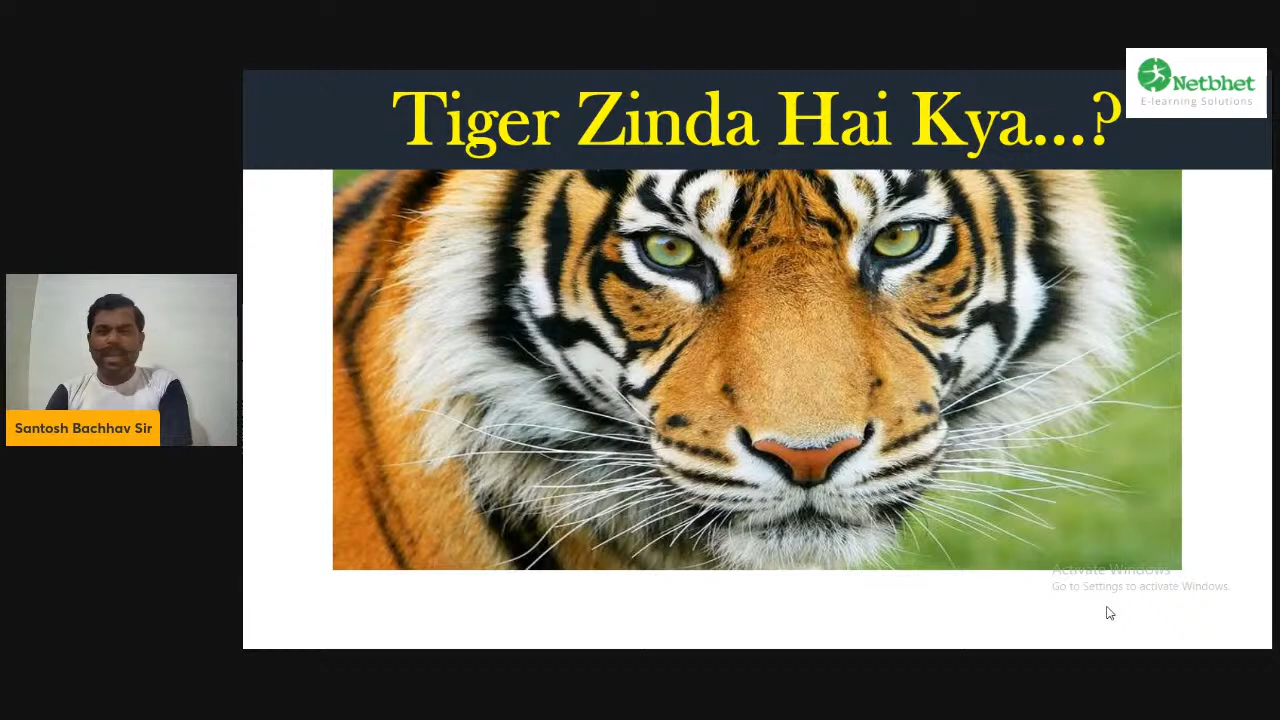 Tiger Zinda Hai Kya...?
Netbhet
E-learning Solutions
Santosh Bachhav Sir
Activate Windows
Go to Settings to activate Windows.